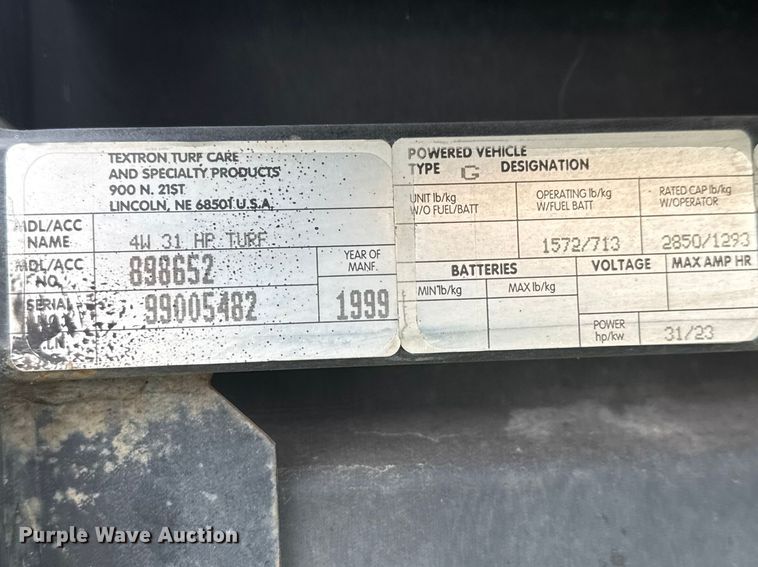 TEXTRON TURF CARE
AND SPECIALTY PRODUCTS
900 N. 21ST
LINCOLN, NE 68501 U.S.A.
MDL/ACC NAME 4W 31 HP TURF
MDL/ACC NO. 898652
YEAR OF MANF. 1999
SERIAL NO. 99005482
POWERED VEHICLE
TYPE G DESIGNATION
UNIT lb/kg W/O FUEL/BATT
OPERATING lb/kg W/FUEL BATT 1572/713
RATED CAP lb/kg W/OPERATOR 2850/1293
BATTERIES
VOLTAGE
MAX AMP HR
MIN lb/kg
MAX lb/kg
POWER hp/kw 31/23
Purple Wave Auction